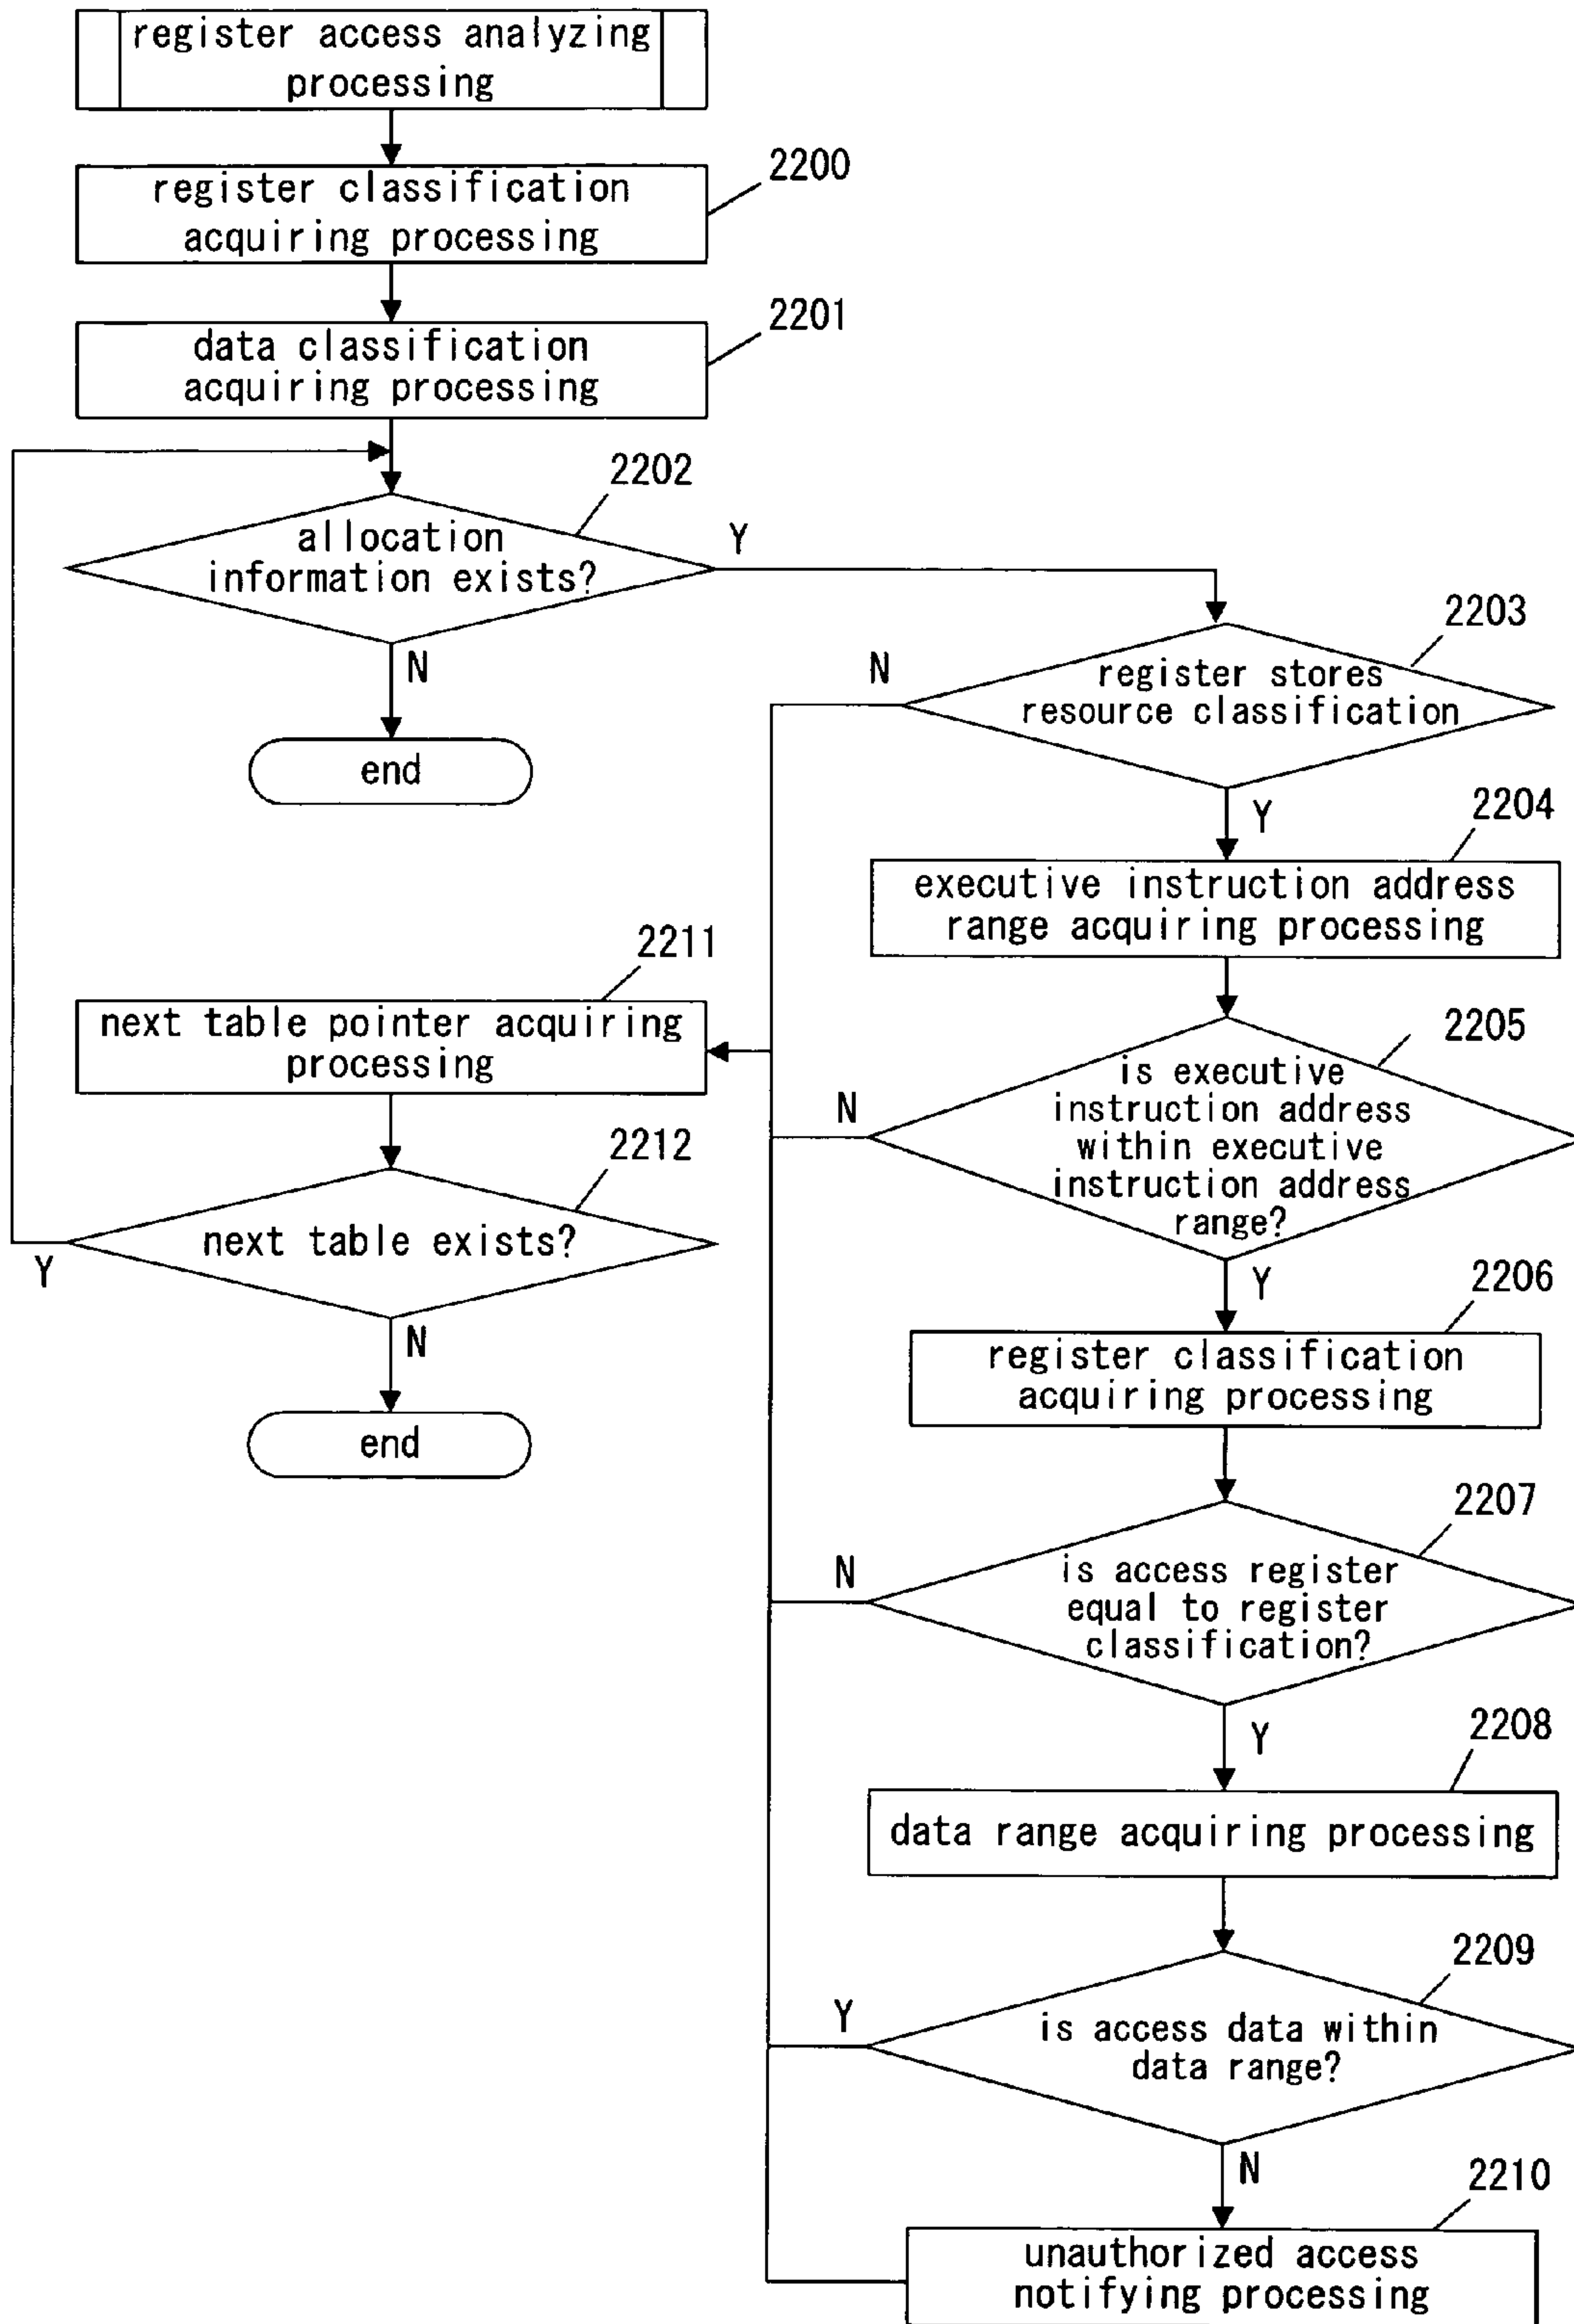 register access analyzing
processing
2200
register classification
acquiring processing
2201
data classification
acquiring processing
2202
allocation
information exists?
Y
N
end
2203
register stores
resource classification
N
Y
2204
executive instruction address
range acquiring processing
2205
is executive
instruction address
within executive
instruction address
range?
N
Y
2206
register classification
acquiring processing
2207
is access register
equal to register
classification?
N
Y
2208
data range acquiring processing
2209
is access data within
data range?
Y
N
2210
unauthorized access
notifying processing
2211
next table pointer acquiring
processing
2212
next table exists?
Y
N
end